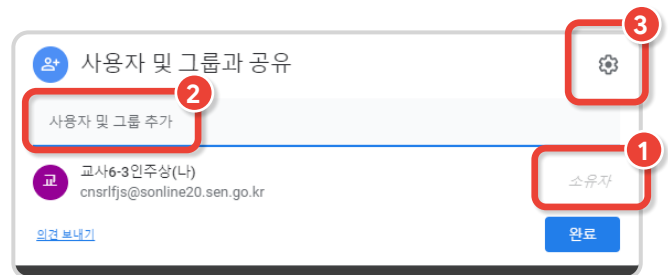 사용자 및 그룹과 공유
3
2
사용자 및 그룹 추가
1
교
교사6-3인주상(나)
cnsrlfjs@sonline20.sen.go.kr
소유자
의견 보내기
완료